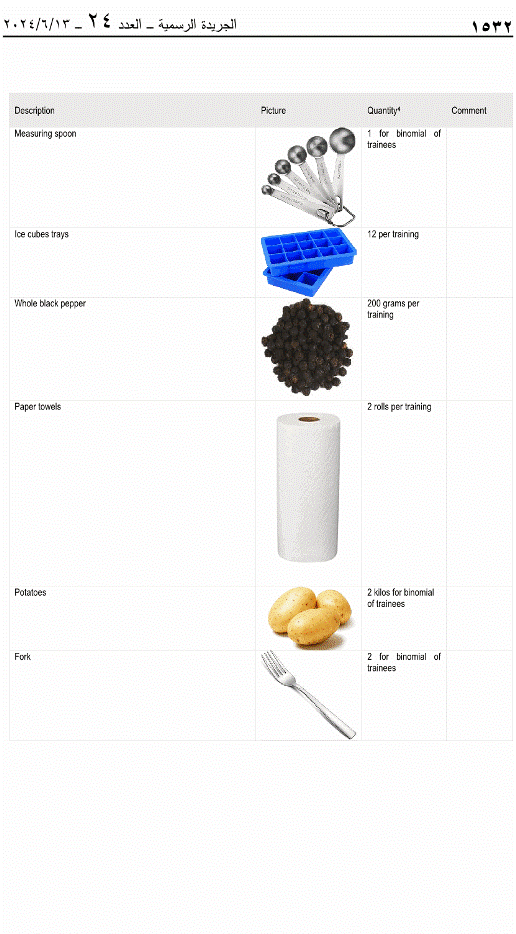 ١٥٣٢ الجريدة الرسمية ــ العدد ٢٤ ــ ٢٠٢٤/٦/١٣
Description Picture Quantity⁴ Comment
Measuring spoon 1 for binomial of
trainees
Ice cubes trays 12 per training
Whole black pepper 200 grams per
training
Paper towels 2 rolls per training
Potatoes 2 kilos for binomial
of trainees
Fork 2 for binomial of
trainees